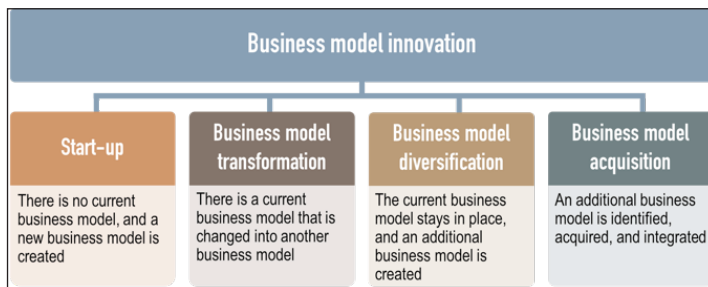 Business model innovation
Start-up
There is no current
business model, and a
new business model is
created
Business model
transformation
There is a current
business model that is
changed into another
business model
Business model
diversification
The current business
model stays in place,
and an additional
business model is
created
Business model
acquisition
An additional business
model is identified,
acquired, and integrated